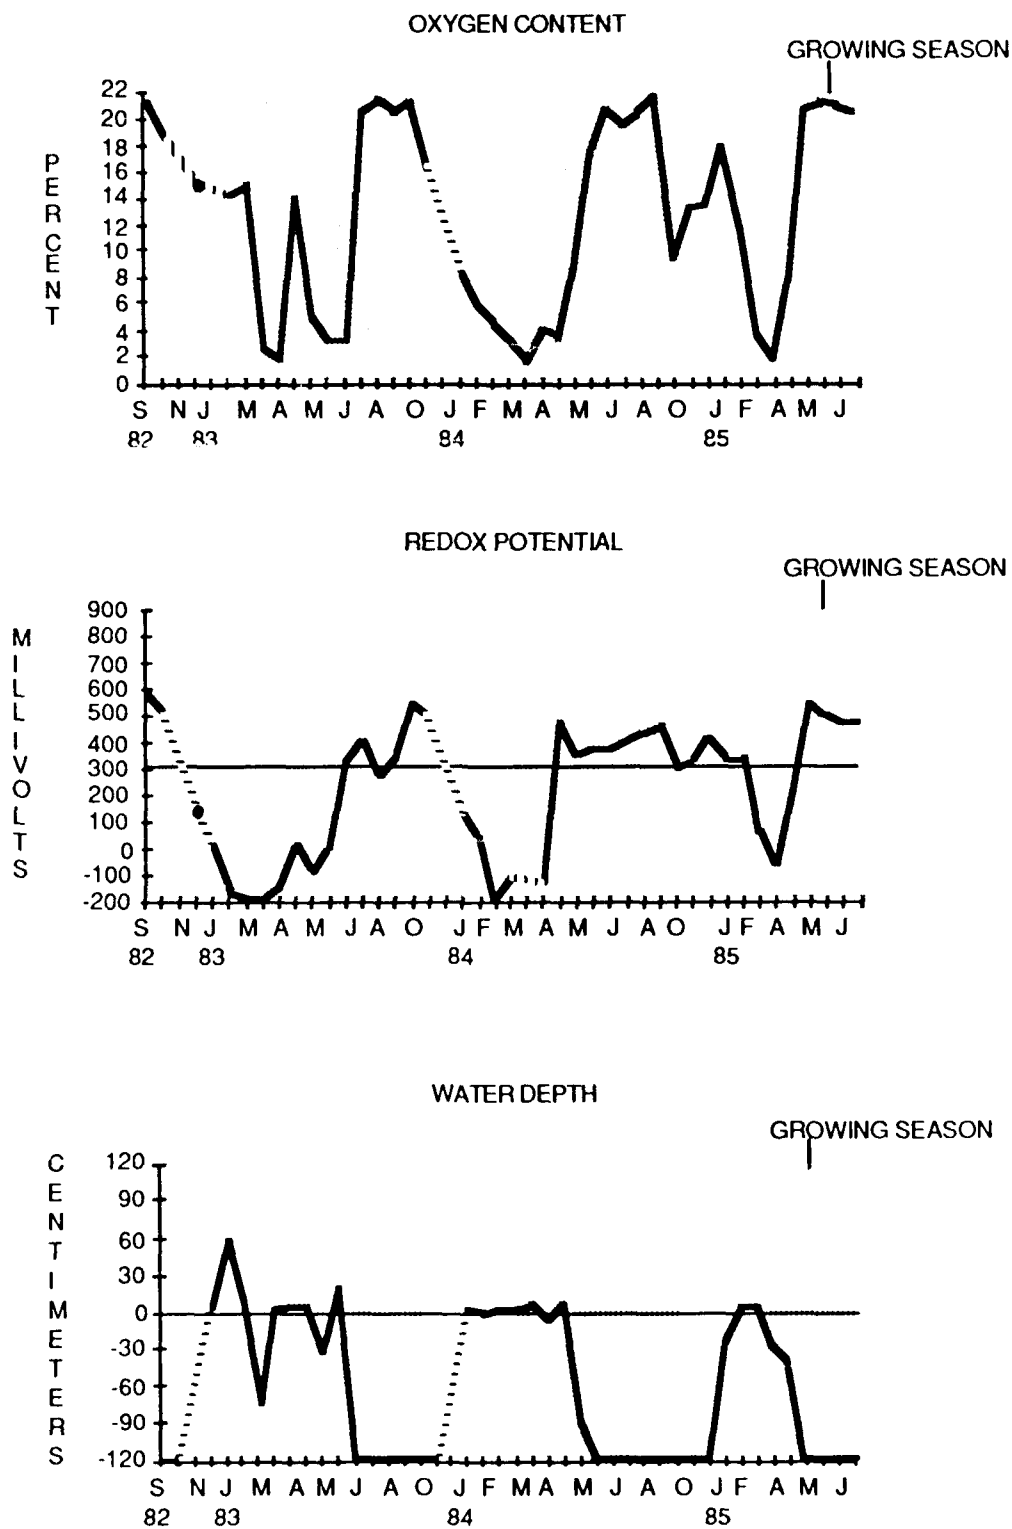 OXYGEN CONTENT
GROWING SEASON
PERCENT
22
20
18
16
14
12
10
8
6
4
2
0
S N J M A M J A O J F M A M J A O J F A M J
82 83 84 85
REDOX POTENTIAL
GROWING SEASON
MILLIVOLTS
900
800
700
600
500
400
300
200
100
0
-100
-200
S N J M A M J A O J F M A M J A O J F A M J
82 83 84 85
WATER DEPTH
GROWING SEASON
CENTIMETERS
120
90
60
30
0
-30
-60
-90
-120
S N J M A M J A O J F M A M J A O J F A M J
82 83 84 85